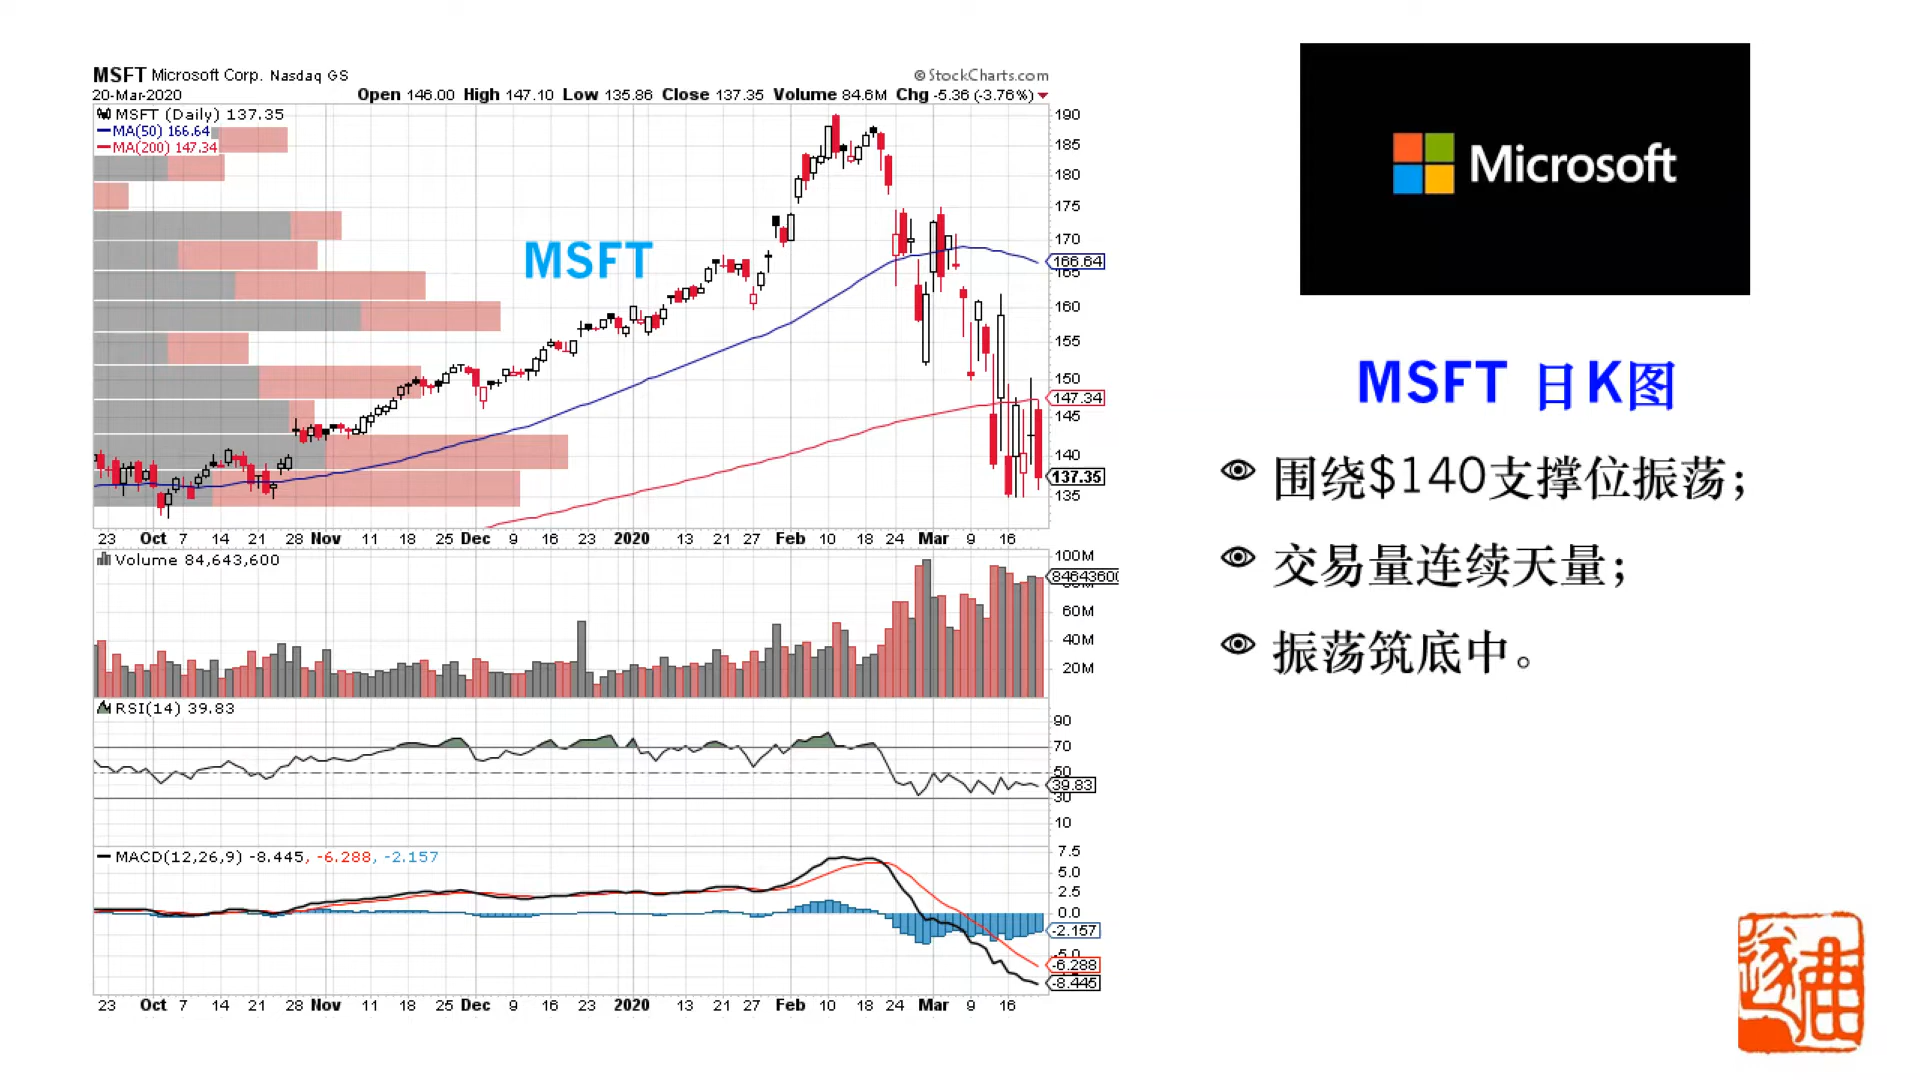 MSFT Microsoft Corp. Nasdaq GS
©StockCharts.com
20-Mar-2020
Open 146.00 High 147.10 Low 135.86 Close 137.35 Volume 84.6M Chg -5.36 (-3.76%)
MSFT (Daily) 137.35
MA(50) 166.64
MA(200) 147.34
MSFT
190
185
180
175
170
166.64
165
160
155
150
147.34
145
140
137.35
135
23 Oct 7 14 21 28 Nov 11 18 25 Dec 9 16 23 2020 13 21 27 Feb 10 18 24 Mar 9 16
Volume 84,643,600
100M
84643600
60M
40M
20M
RSI(14) 39.83
90
70
50
39.83
30
10
MACD(12,26,9) -8.445, -6.288, -2.157
7.5
5.0
2.5
0.0
-2.157
-5.0
-6.288
-8.445
23 Oct 7 14 21 28 Nov 11 18 25 Dec 9 16 23 2020 13 21 27 Feb 10 18 24 Mar 9 16
Microsoft
MSFT 日K图
围绕$140支撑位振荡；
交易量连续天量；
振荡筑底中。